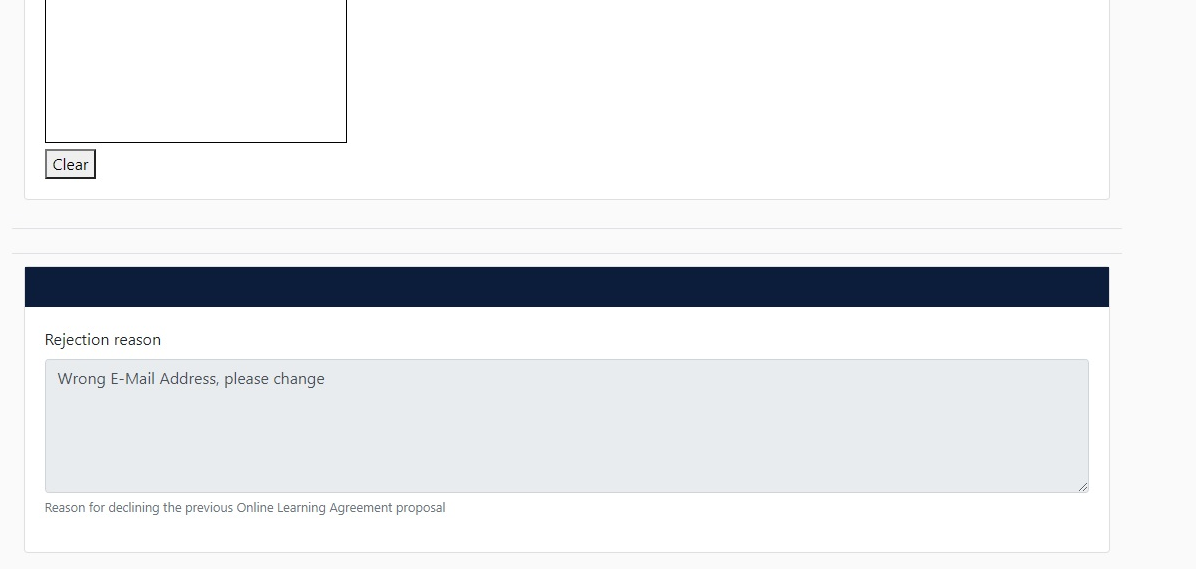 Clear
Rejection reason
Wrong E-Mail Address, please change
Reason for declining the previous Online Learning Agreement proposal